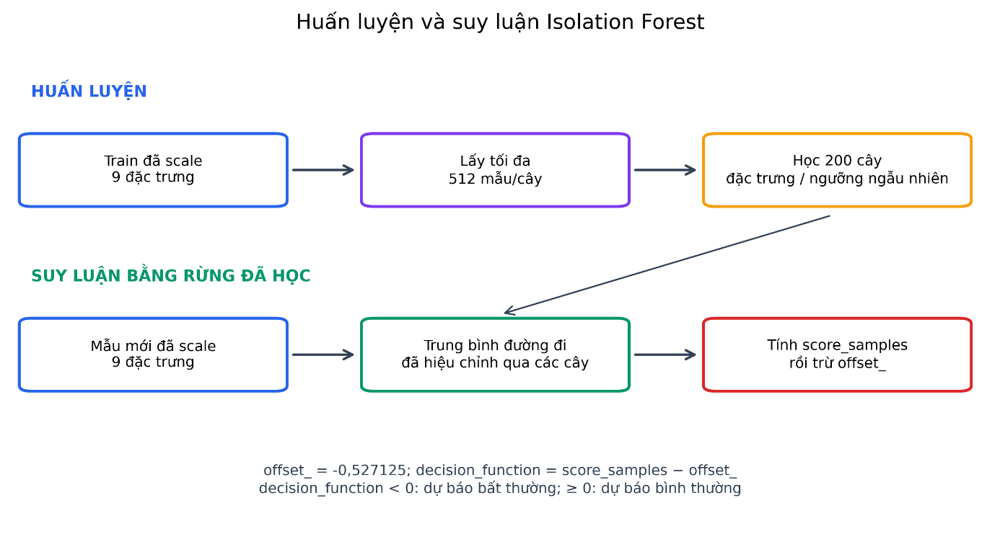 Huấn luyện và suy luận Isolation Forest
HUẤN LUYỆN
Train đã scale
9 đặc trưng
Lấy tối đa
512 mẫu/cây
Học 200 cây
đặc trưng / ngưỡng ngẫu nhiên
SUY LUẬN BẰNG RỪNG ĐÃ HỌC
Mẫu mới đã scale
9 đặc trưng
Trung bình đường đi
đã hiệu chỉnh qua các cây
Tính score_samples
rồi trừ offset_
offset_ = -0,527125; decision_function = score_samples − offset_
decision_function < 0: dự báo bất thường; ≥ 0: dự báo bình thường